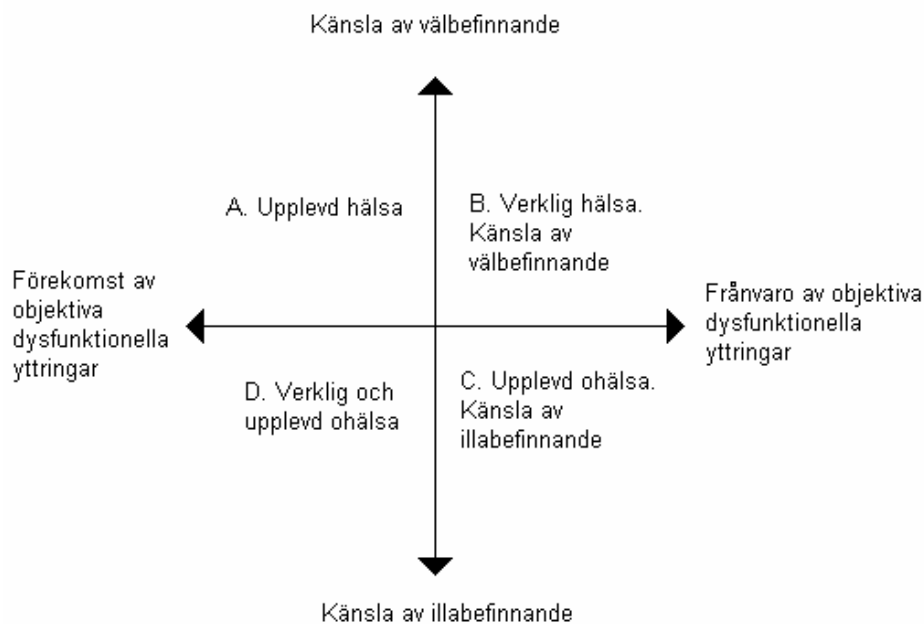 Känsla av välbefinnande
A. Upplevd hälsa
B. Verklig hälsa.
Känsla av
välbefinnande
Förekomst av
objektiva
dysfunktionella
yttringar
Frånvaro av objektiva
dysfunktionella
yttringar
D. Verklig och
upplevd ohälsa
C. Upplevd ohälsa.
Känsla av
illabefinnande
Känsla av illabefinnande